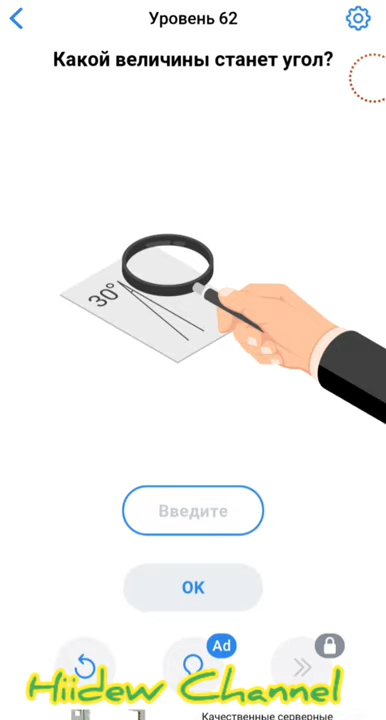 Уровень 62
Какой величины станет угол?
30°
Введите
OK
Ad
Hiidew Channel
Качественные серверные